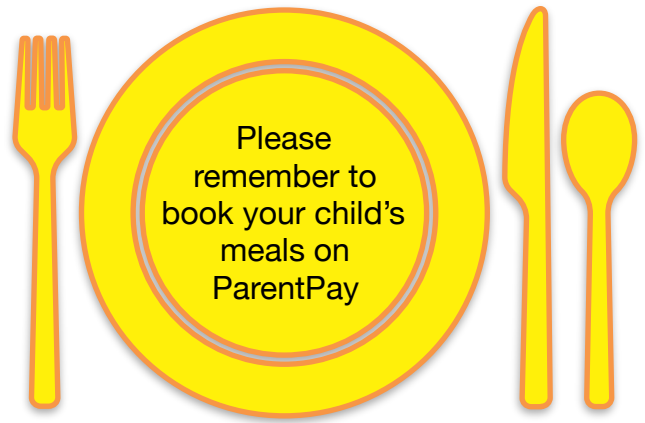 Please
remember to
book your child’s
meals on
ParentPay